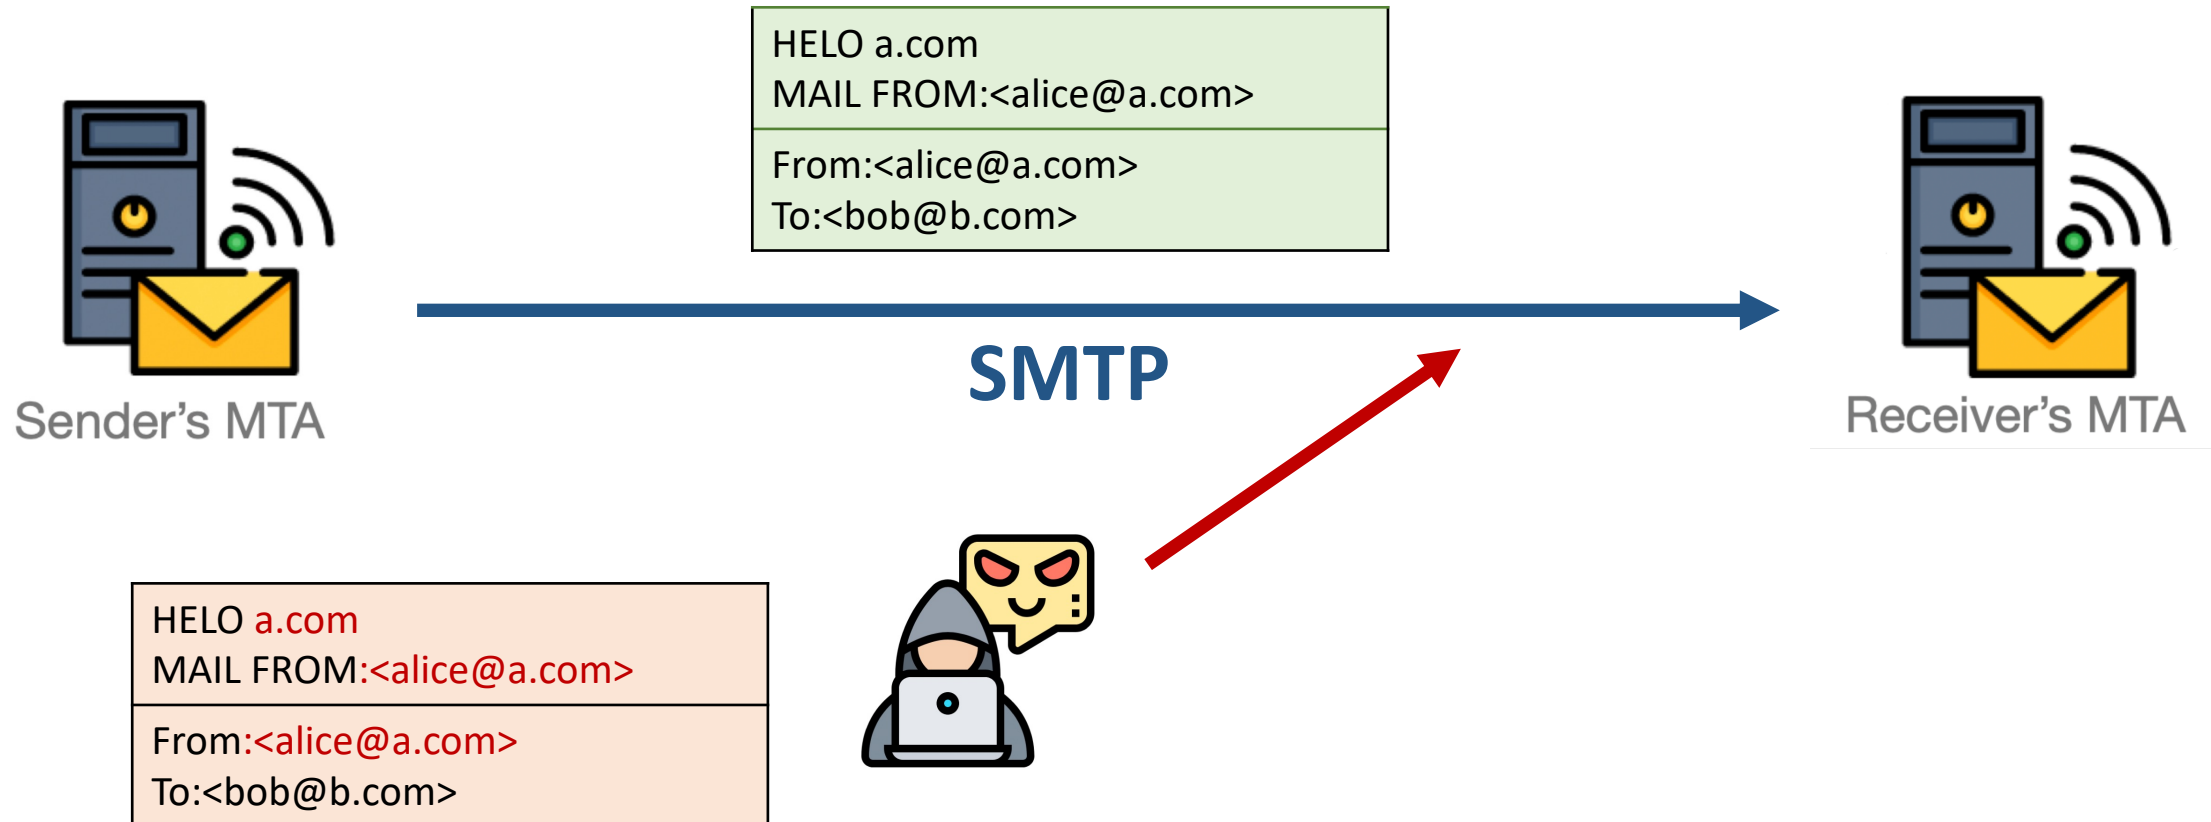 HELO a.com
MAIL FROM:<alice@a.com>
From:<alice@a.com>
To:<bob@b.com>
SMTP
Sender's MTA
Receiver's MTA
HELO a.com
MAIL FROM:<alice@a.com>
From:<alice@a.com>
To:<bob@b.com>